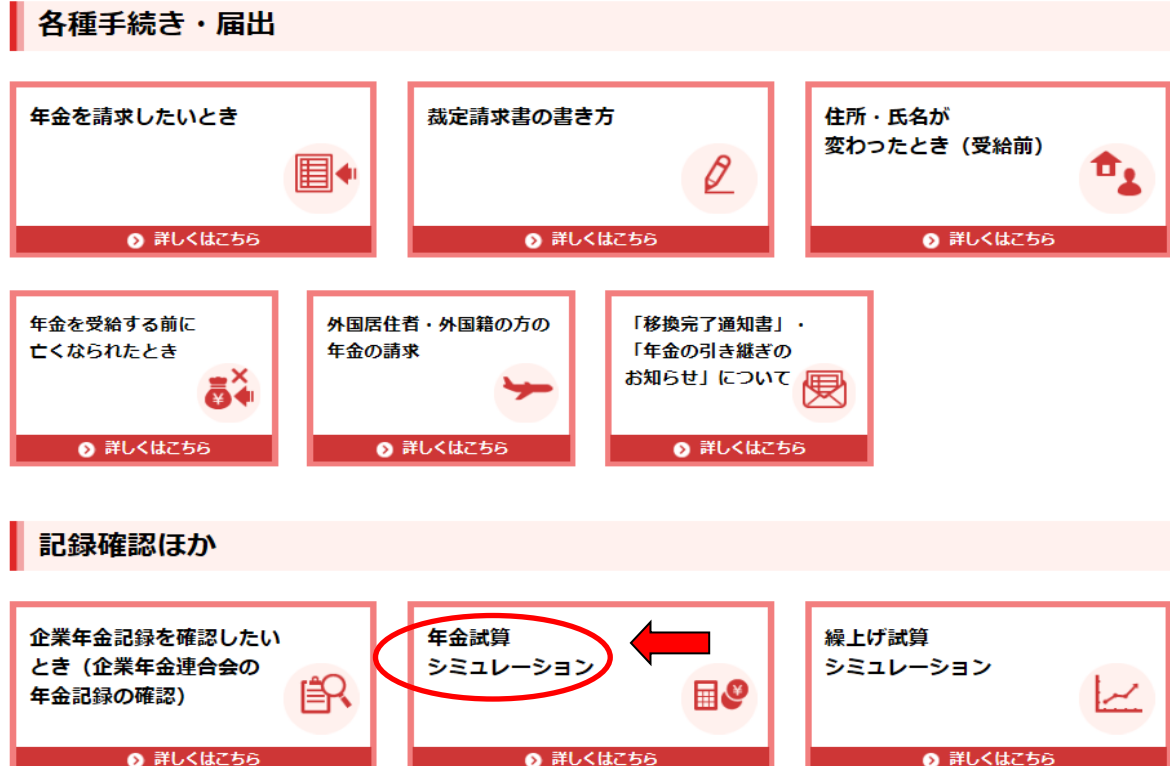 各種手続き・届出
年金を請求したいとき
詳しくはこちら
裁定請求書の書き方
詳しくはこちら
住所・氏名が
変わったとき（受給前）
詳しくはこちら
年金を受給する前に
亡くなられたとき
詳しくはこちら
外国居住者・外国籍の方の
年金の請求
詳しくはこちら
「移換完了通知書」・
「年金の引き継ぎの
お知らせ」について
詳しくはこちら
記録確認ほか
企業年金記録を確認したい
とき（企業年金連合会の
年金記録の確認）
詳しくはこちら
年金試算
シミュレーション
詳しくはこちら
繰上げ試算
シミュレーション
詳しくはこちら